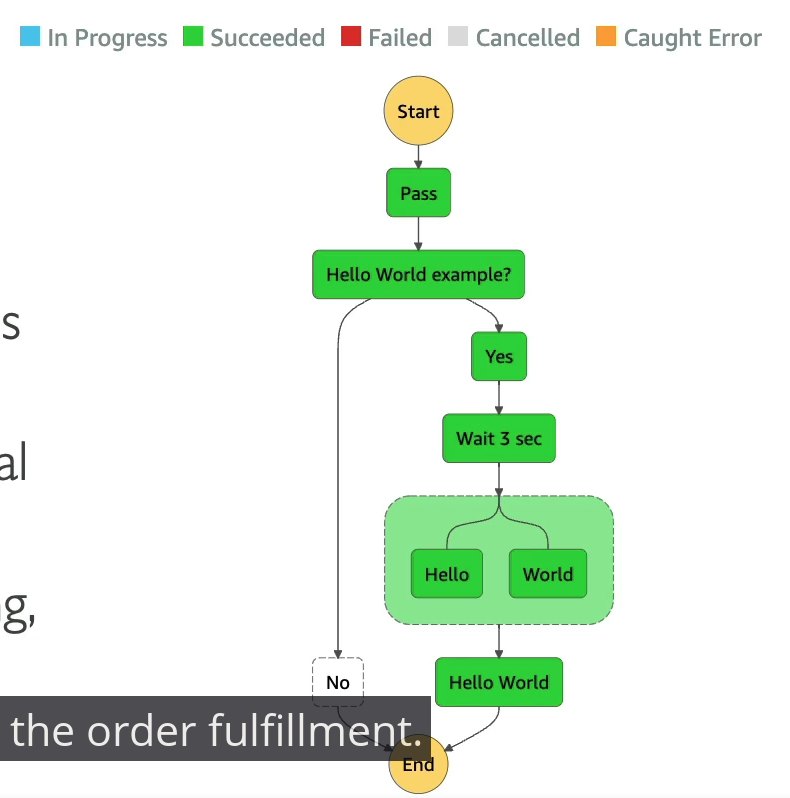 In Progress Succeeded Failed Cancelled Caught Error
Start
Pass
Hello World example?
s
Yes
Wait 3 sec
al
Hello World
g,
No Hello World
the order fulfillment.
End